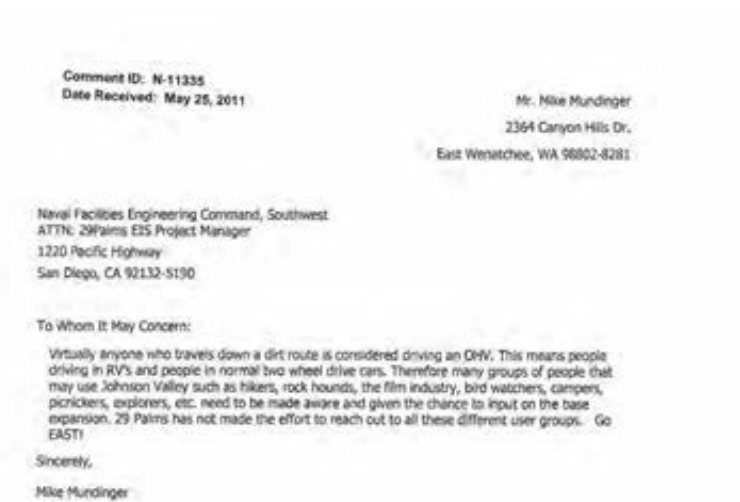 Comment ID: N-11335
Date Received: May 25, 2011
Mr. Mike Mundinger
2364 Canyon Hills Dr.
East Wenatchee, WA 98802-8281
Naval Facilities Engineering Command, Southwest
ATTN: 29Palms EIS Project Manager
1220 Pacific Highway
San Diego, CA 92132-5190
To Whom It May Concern:
Virtually anyone who travels down a dirt route is considered driving an OHV. This means people
driving in RV's and people in normal two wheel drive cars. Therefore many groups of people that
may use Johnson Valley such as hikers, rock hounds, the film industry, bird watchers, campers,
picnickers, explorers, etc. need to be made aware and given the chance to input on the base
expansion. 29 Palms has not made the effort to reach out to all these different user groups. Go
EAST!
Sincerely,
Mike Mundinger